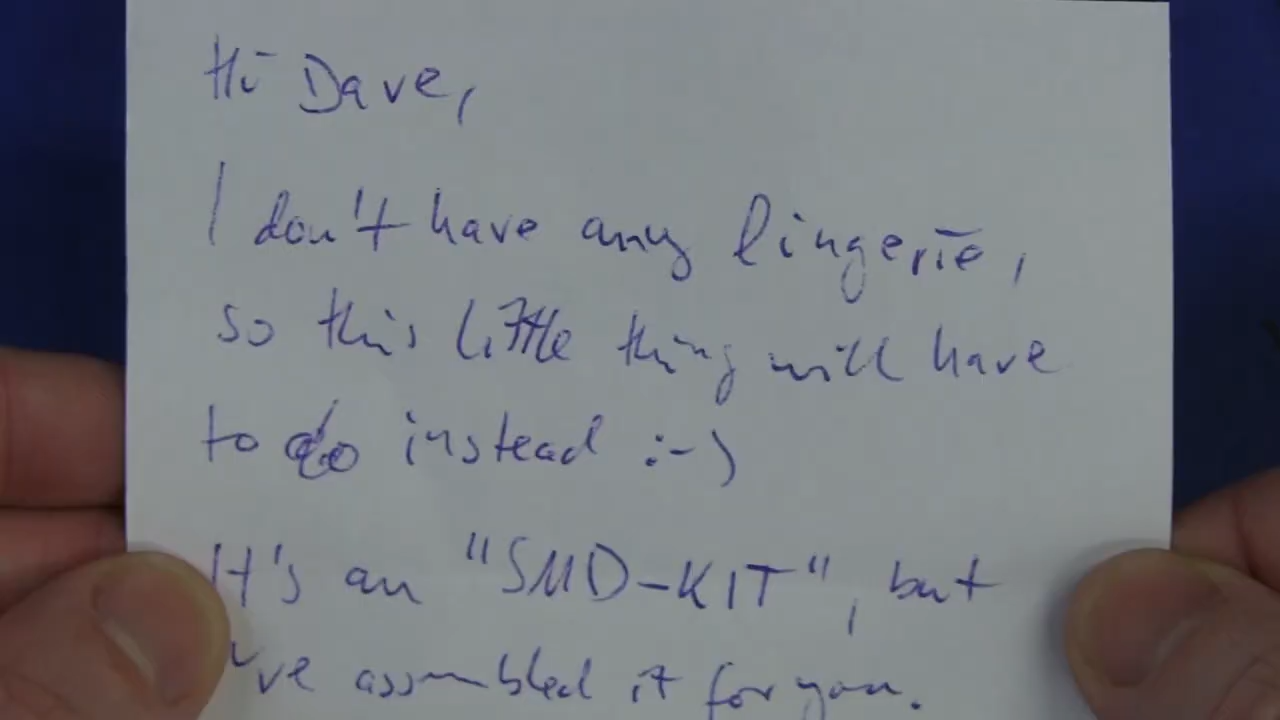 Hi Dave,
I don't have any lingerie,
so this little thing will have
to do instead :-)
It's an "SMD-KIT", but
I've assembled it for you.